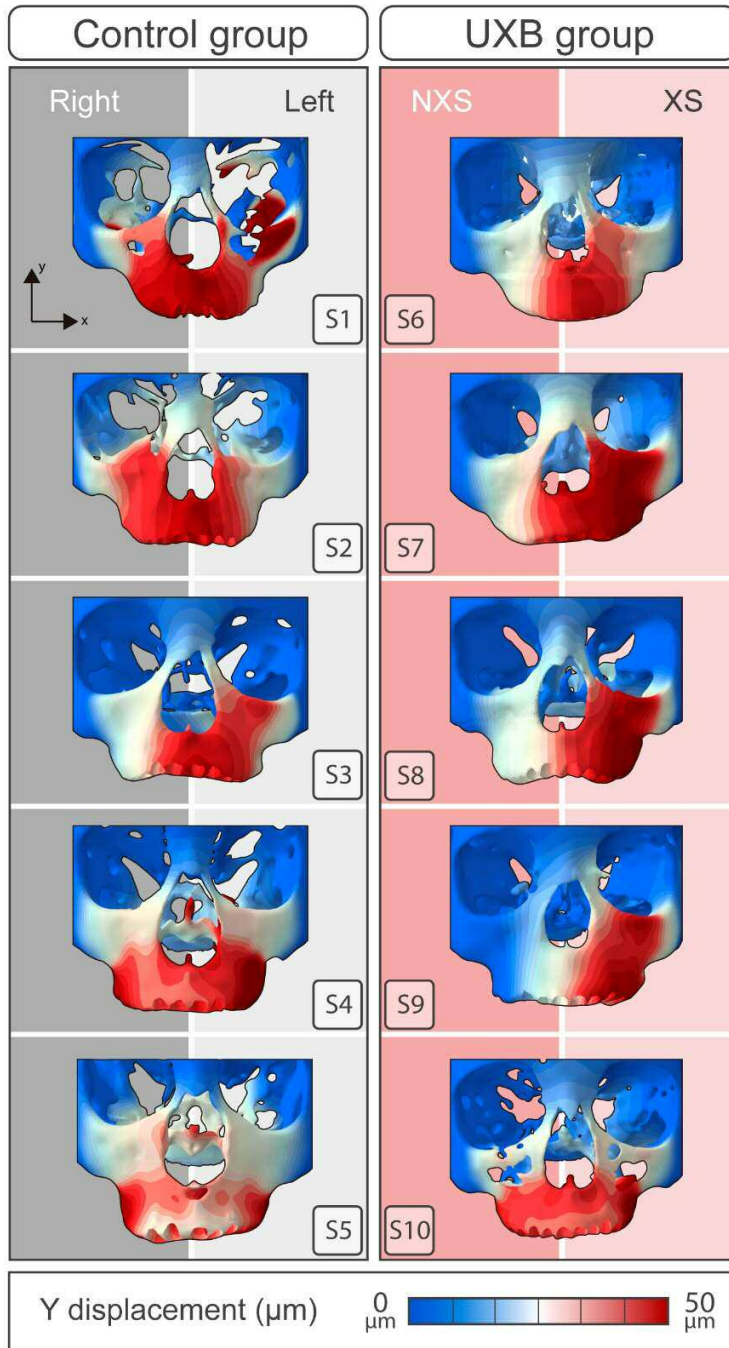 Control group
UXB group
Right
Left
NXS
XS
y
x
S1
S6
S2
S7
S3
S8
S4
S9
S5
S10
Y displacement (µm)
0
µm
50
µm